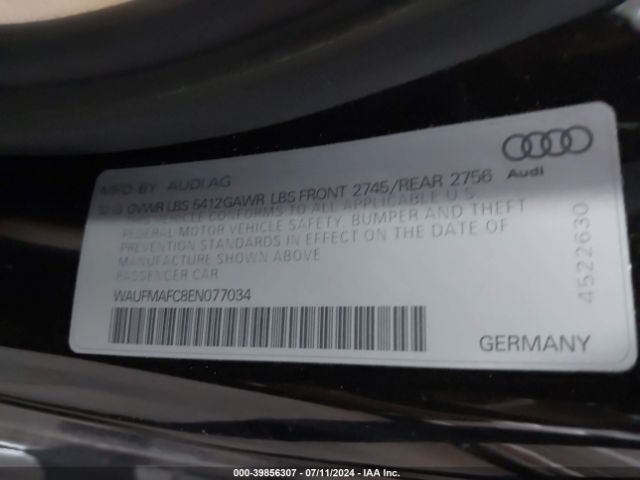 MFD BY AUDI AG
GVWR LBS 5412GAWR LBS FRONT 2745/REAR 2756
Audi
VEHICLE CONFORMS TO ALL APPLICABLE U.S.
FEDERAL MOTOR VEHICLE SAFETY, BUMPER AND THEFT
PREVENTION STANDARDS IN EFFECT ON THE DATE OF
MANUFACTURE SHOWN ABOVE
PASSENGER CAR
WAUFMAFC8EN077034
4522630
GERMANY
000-39856307 - 07/11/2024 - IAA Inc.